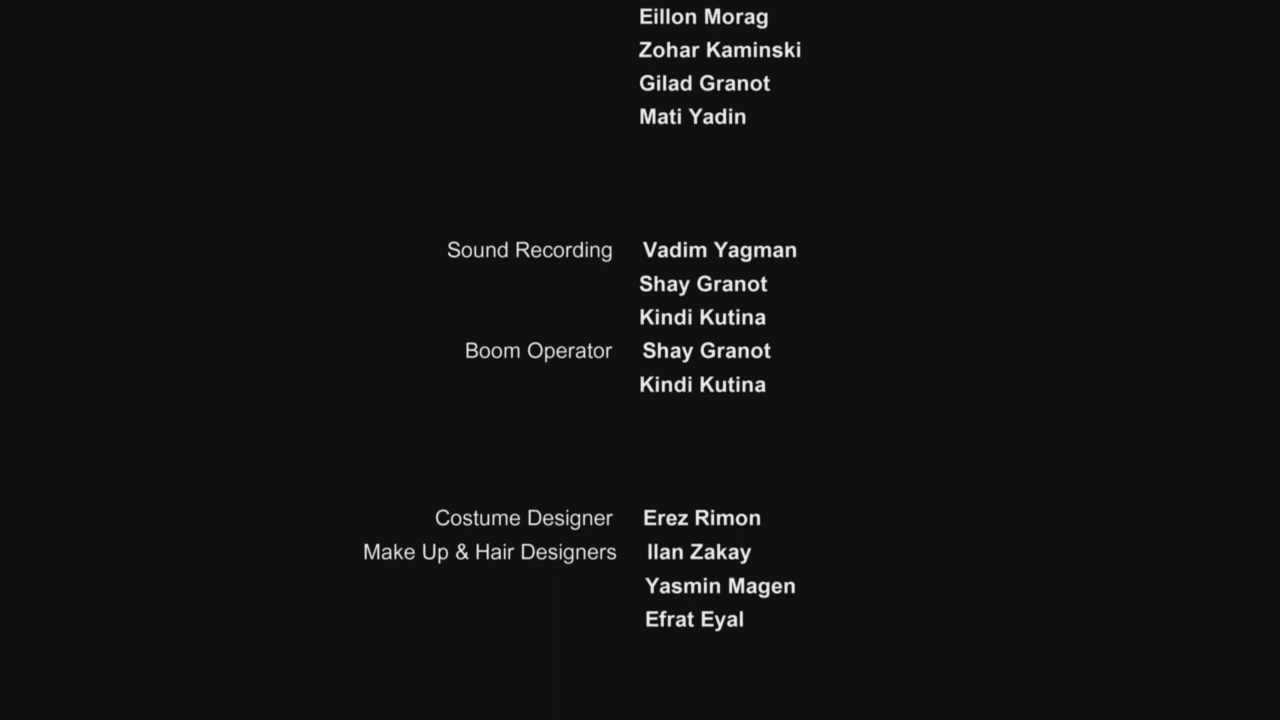 Eillon Morag
Zohar Kaminski
Gilad Granot
Mati Yadin
Sound Recording Vadim Yagman
Shay Granot
Kindi Kutina
Boom Operator Shay Granot
Kindi Kutina
Costume Designer Erez Rimon
Make Up & Hair Designers Ilan Zakay
Yasmin Magen
Efrat Eyal